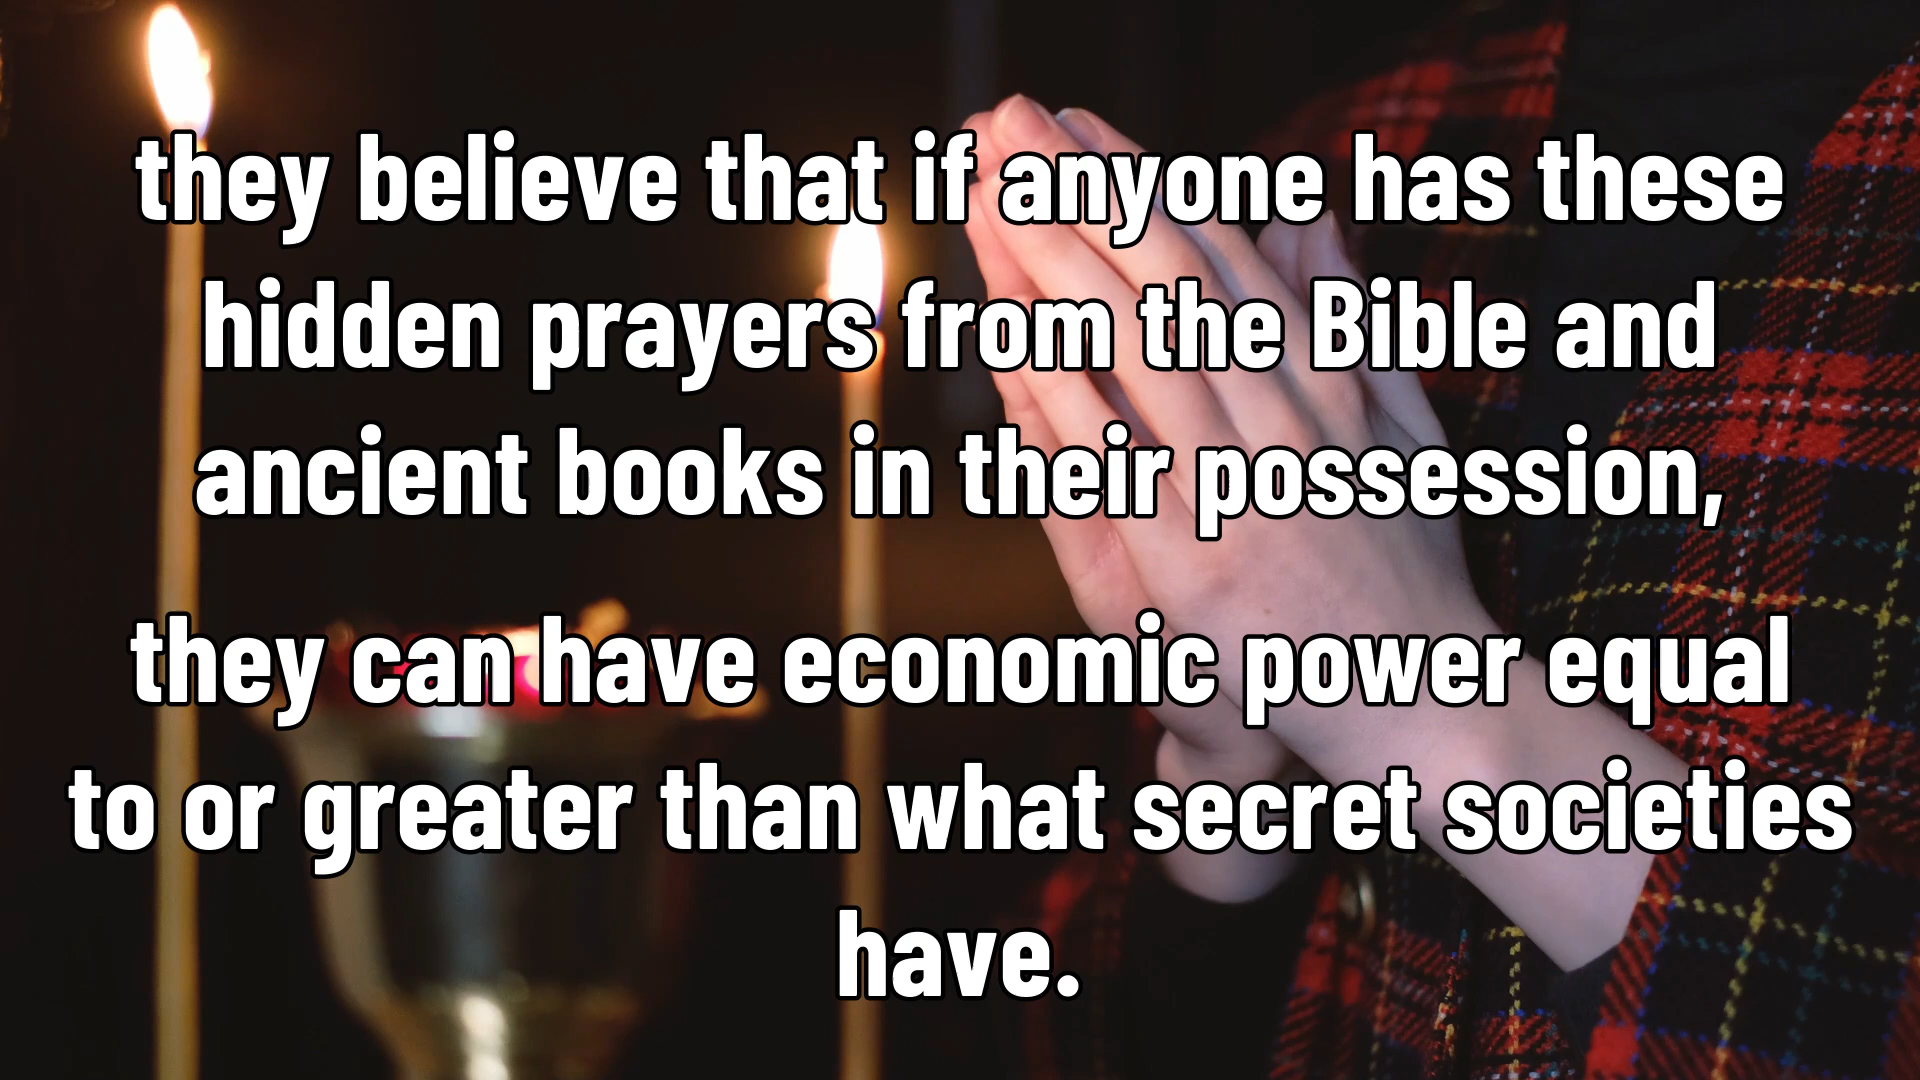 they believe that if anyone has these
hidden prayers from the Bible and
ancient books in their possession,
they can have economic power equal
to or greater than what secret societies
have.